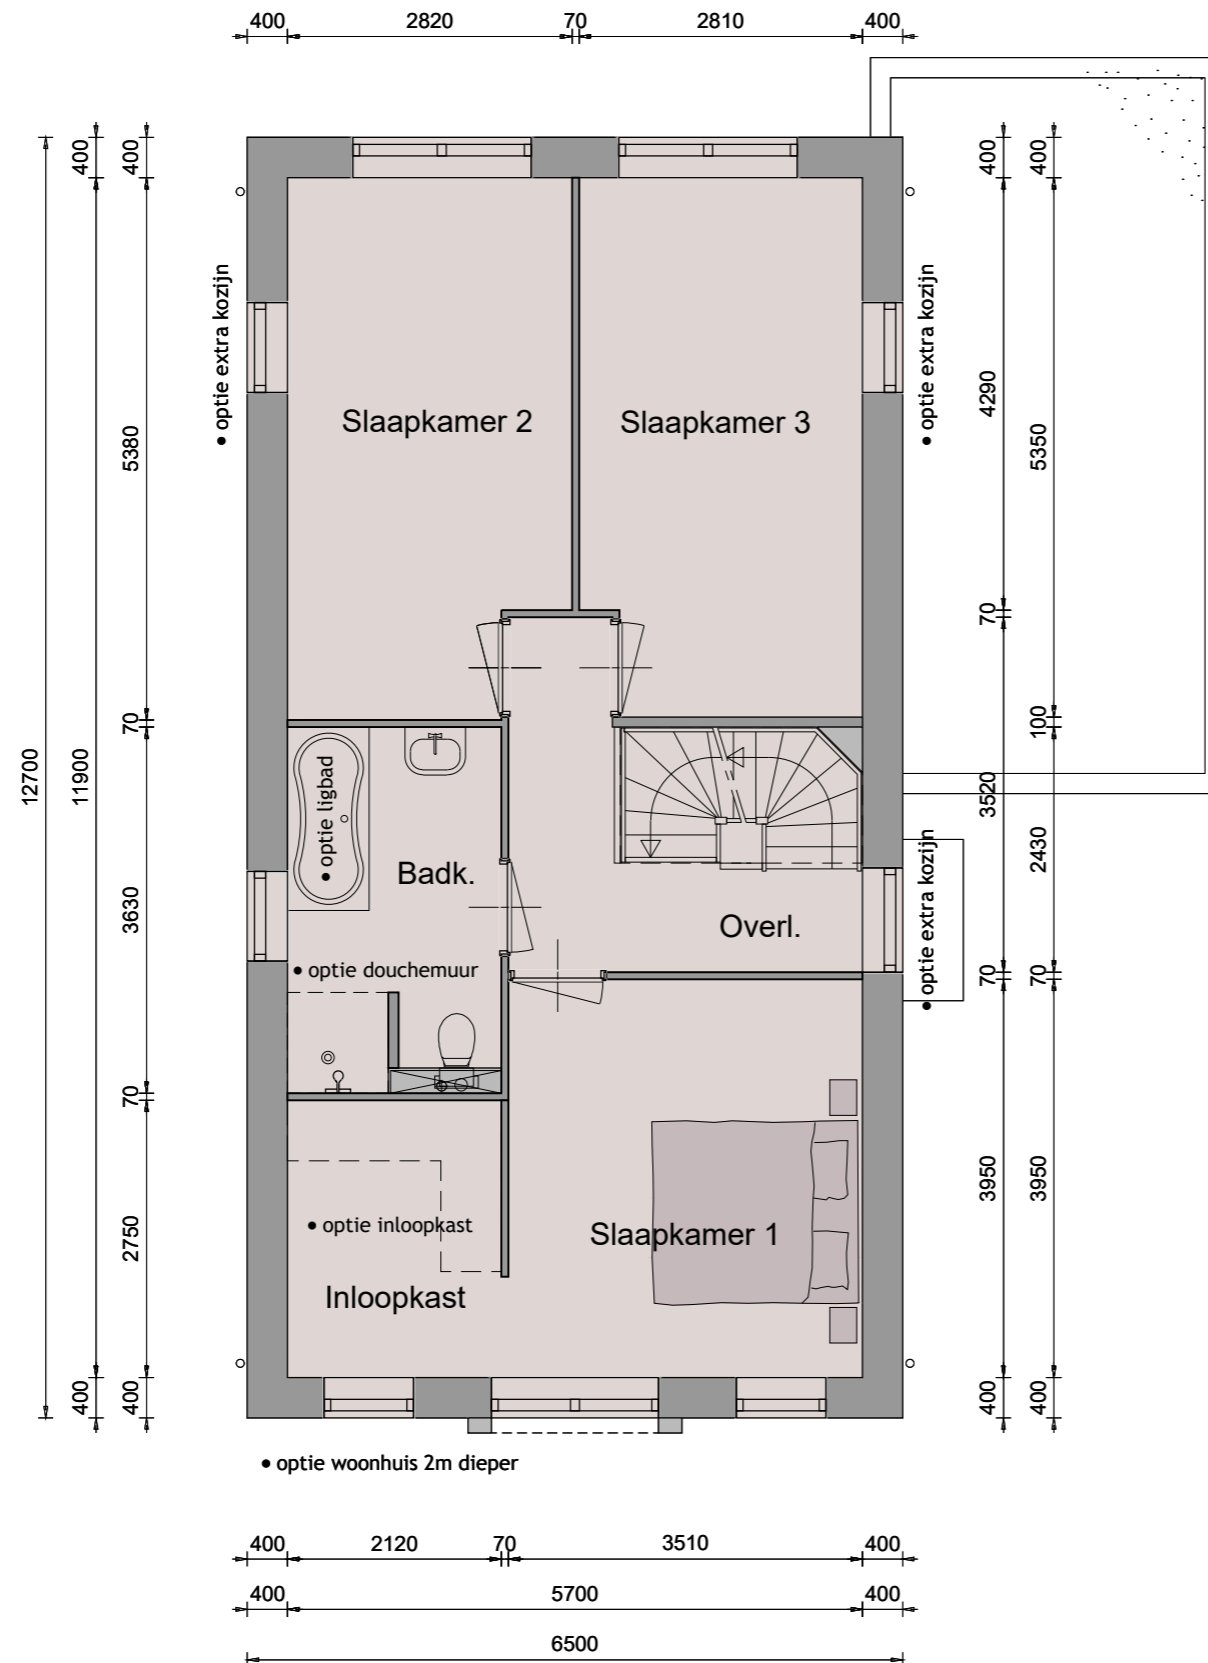 400 2820 70 2810 400
400 400 400 400
• optie extra kozijn • optie extra kozijn
Slaapkamer 2 Slaapkamer 3
5380 4290 5350
70 70 100
12700 11900 3520
• optie ligbad
Badk.
3630 2430
Overl.
• optie extra kozijn
• optie douchemuur
70 70 70
2750 3950 3950
• optie inloopkast
Slaapkamer 1
Inloopkast
400 400 400 400
• optie woonhuis 2m dieper
400 2120 70 3510 400
400 5700 400
6500